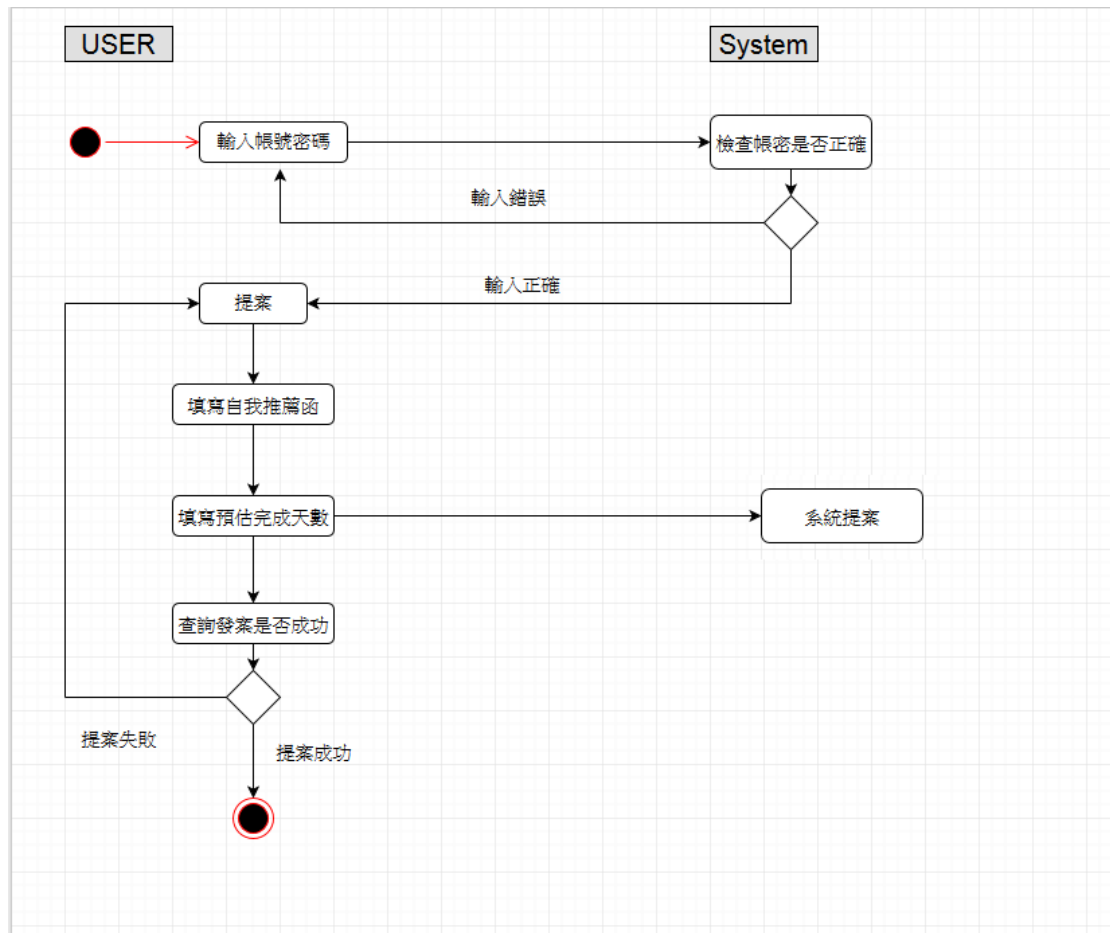 USER
System
輸入帳號密碼
檢查帳密是否正確
輸入錯誤
輸入正確
提案
填寫自我推薦函
填寫預估完成天數
系統提案
查詢發案是否成功
提案失敗
提案成功